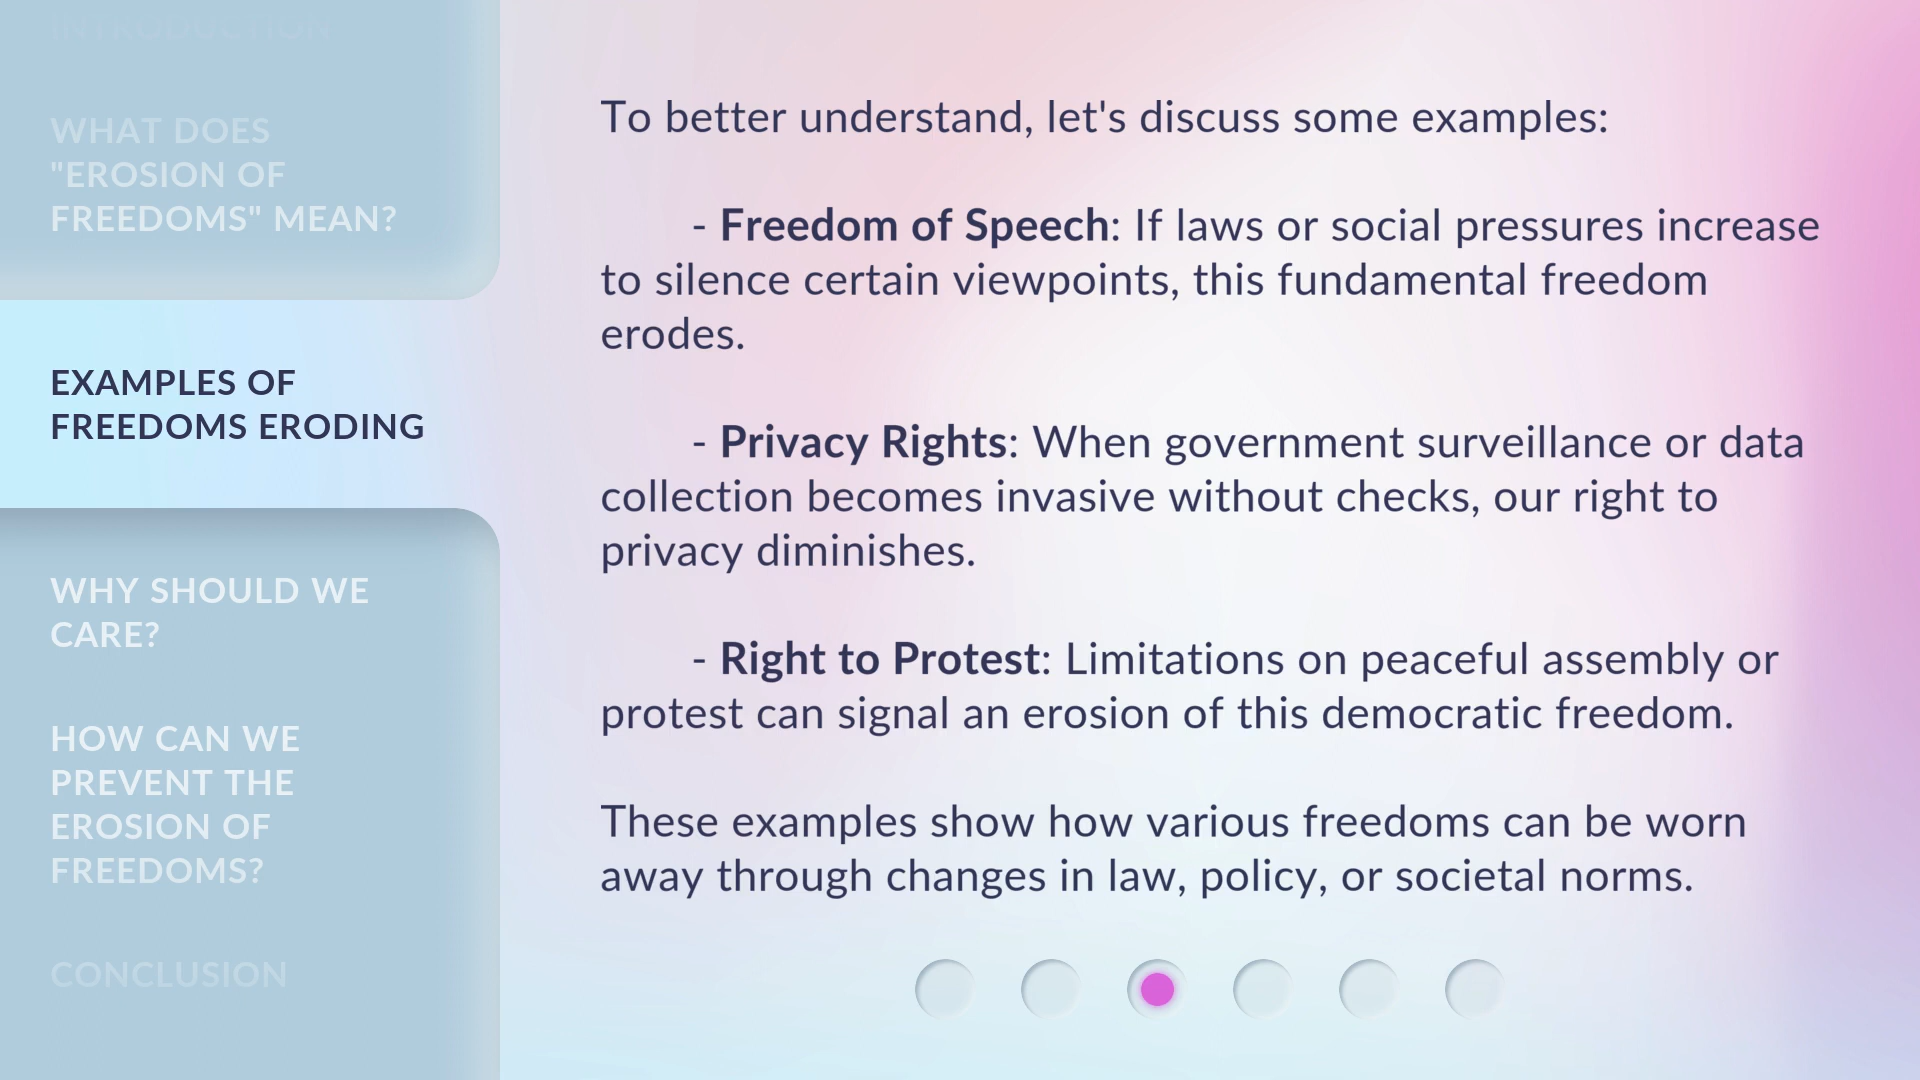 INTRODUCTION
WHAT DOES
"EROSION OF
FREEDOMS" MEAN?
EXAMPLES OF
FREEDOMS ERODING
WHY SHOULD WE
CARE?
HOW CAN WE
PREVENT THE
EROSION OF
FREEDOMS?
CONCLUSION
To better understand, let's discuss some examples:
- Freedom of Speech: If laws or social pressures increase
to silence certain viewpoints, this fundamental freedom
erodes.
- Privacy Rights: When government surveillance or data
collection becomes invasive without checks, our right to
privacy diminishes.
- Right to Protest: Limitations on peaceful assembly or
protest can signal an erosion of this democratic freedom.
These examples show how various freedoms can be worn
away through changes in law, policy, or societal norms.